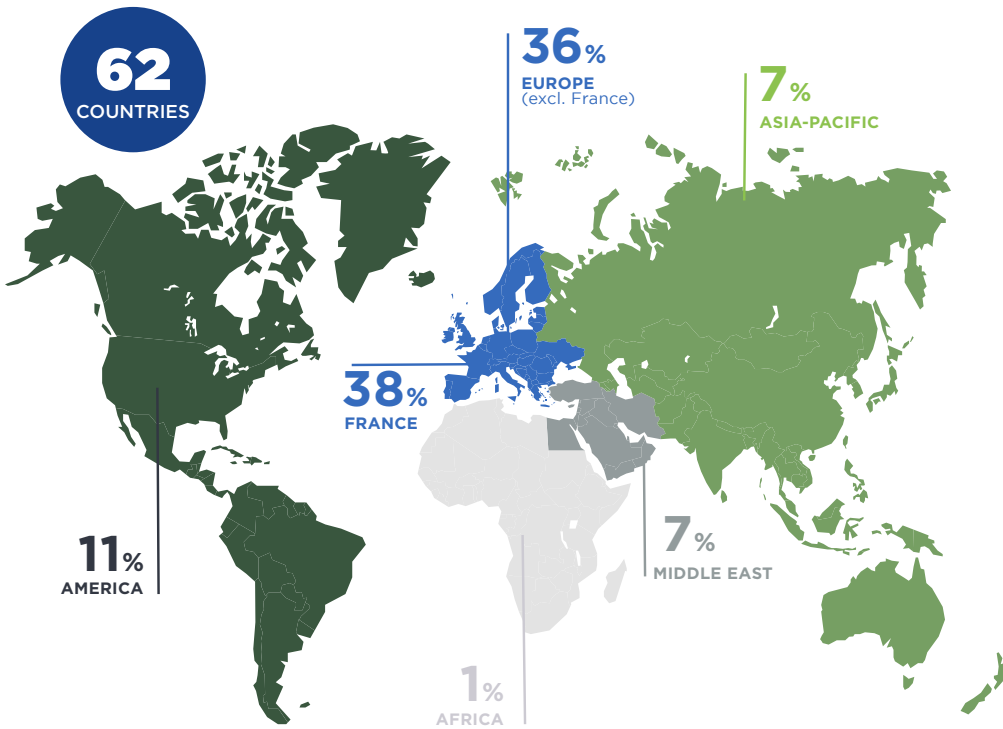 62
COUNTRIES
36%
EUROPE
(excl. France)
7%
ASIA-PACIFIC
38%
FRANCE
11%
AMERICA
7%
MIDDLE EAST
1%
AFRICA